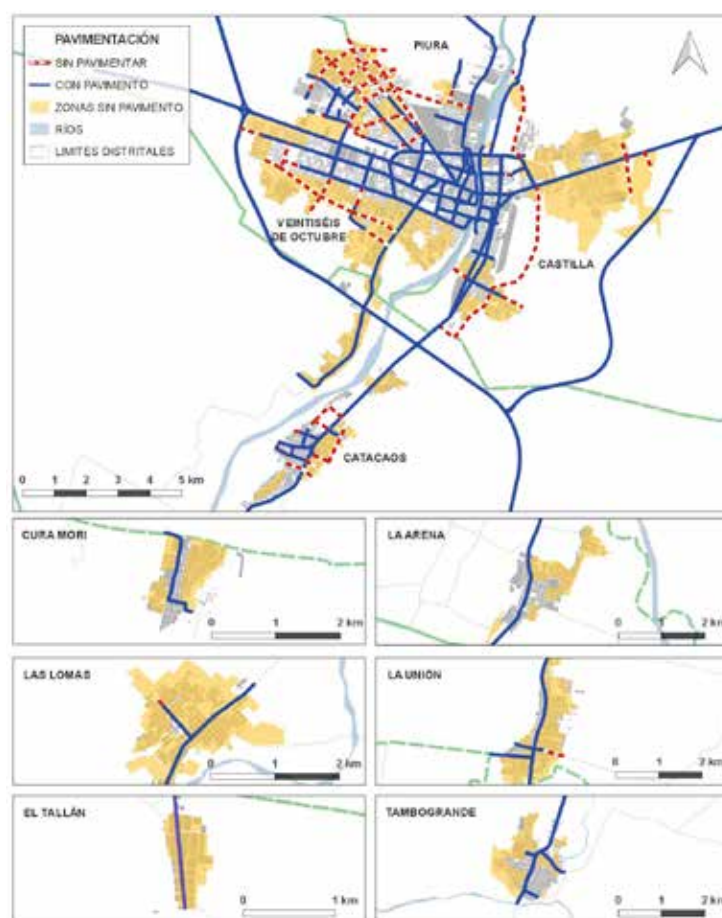 PAVIMENTACIÓN
SIN PAVIMENTAR
CON PAVIMENTO
ZONAS SIN PAVIMENTO
RÍOS
LIMITES DISTRITALES
PIURA
VEINTISÉIS
DE OCTUBRE
CASTILLA
CATACAOS
0 1 2 3 4 5 km
CURA MORI
0 1 2 km
LA ARENA
0 1 2 km
LAS LOMAS
0 1 2 km
LA UNIÓN
0 1 2 km
EL TALLÁN
0 1 km
TAMBOGRANDE
0 1 2 km